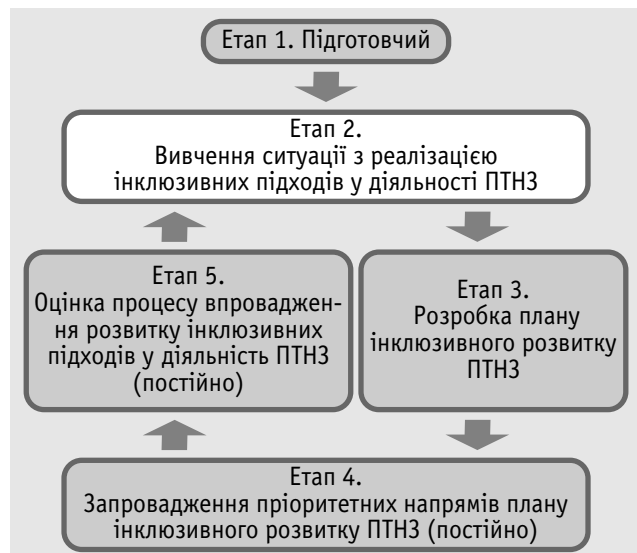 Етап 1. Підготовчий
Етап 2.
Вивчення ситуації з реалізацією
інклюзивних підходів у діяльності ПТНЗ
Етап 5.
Оцінка процесу впроваджен-
ня розвитку інклюзивних
підходів у діяльність ПТНЗ
(постійно)
Етап 3.
Розробка плану
інклюзивного розвитку
ПТНЗ
Етап 4.
Запровадження пріоритетних напрямів плану
інклюзивного розвитку ПТНЗ (постійно)